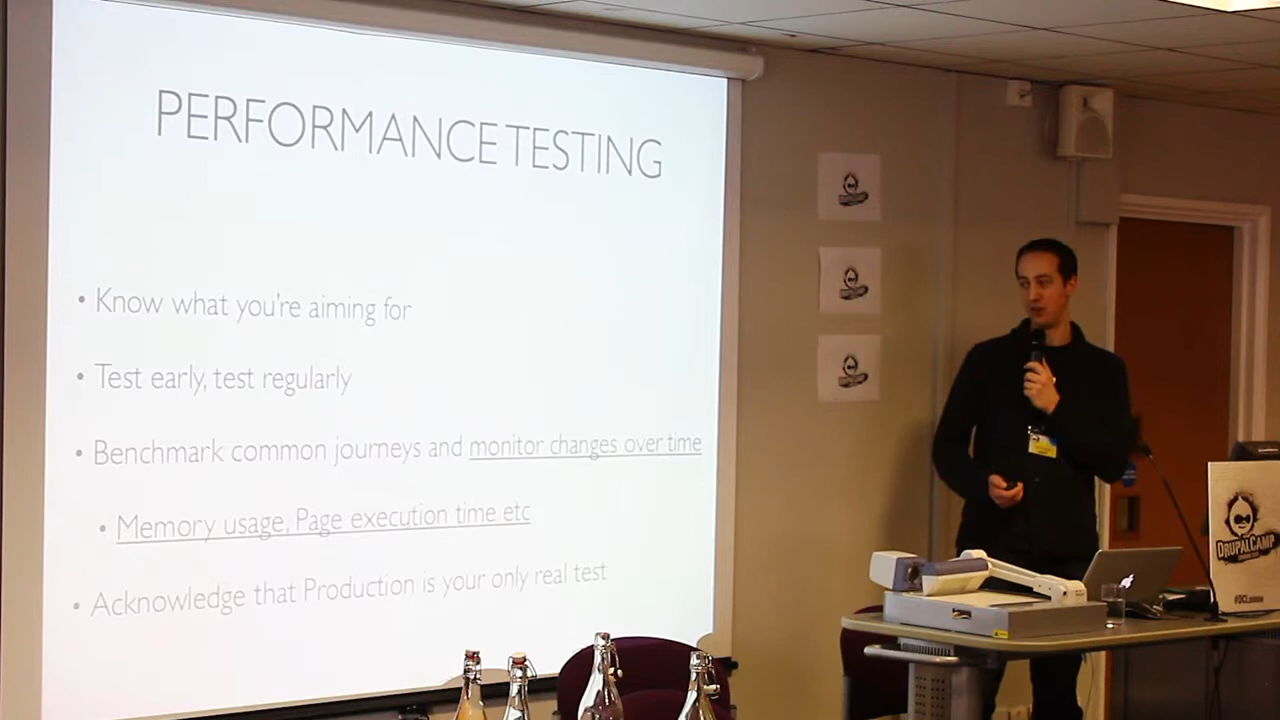 PERFORMANCE TESTING
• Know what you're aiming for
• Test early, test regularly
• Benchmark common journeys and monitor changes over time
• Memory usage, Page execution time etc
• Acknowledge that Production is your only real test
DRUPALCAMP
#DCLondon